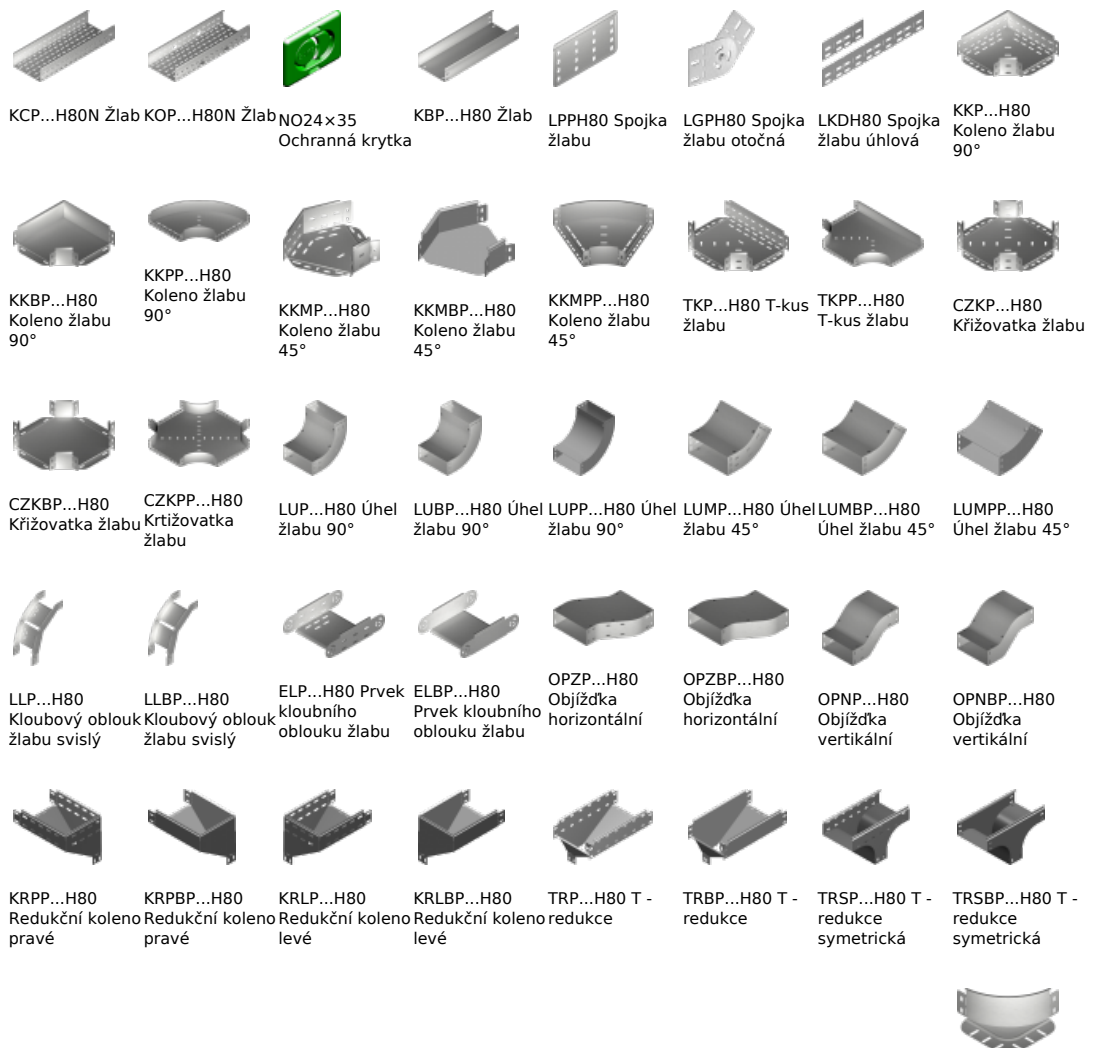 KCP...H80N Žlab
KOP...H80N Žlab
NO24×35
Ochranná krytka
KBP...H80 Žlab
LPPH80 Spojka
žlabu
LGPH80 Spojka
žlabu otočná
LKDH80 Spojka
žlabu úhlová
KKP...H80
Koleno žlabu
90°
KKBP...H80
Koleno žlabu
90°
KKPP...H80
Koleno žlabu
90°
KKMP...H80
Koleno žlabu
45°
KKMBP...H80
Koleno žlabu
45°
KKMPP...H80
Koleno žlabu
45°
TKP...H80 T-kus
žlabu
TKPP...H80
T-kus žlabu
CZKP...H80
Křižovatka žlabu
CZKBP...H80
Křižovatka žlabu
CZKPP...H80
Krtižovatka
žlabu
LUP...H80 Úhel
žlabu 90°
LUBP...H80 Úhel
žlabu 90°
LUPP...H80 Úhel
žlabu 90°
LUMP...H80 Úhel
žlabu 45°
LUMBP...H80
Úhel žlabu 45°
LUMPP...H80
Úhel žlabu 45°
LLP...H80
Kloubový oblouk
žlabu svislý
LLBP...H80
Kloubový oblouk
žlabu svislý
ELP...H80 Prvek
kloubního
oblouku žlabu
ELBP...H80
Prvek kloubního
oblouku žlabu
OPZP...H80
Objížďka
horizontální
OPZBP...H80
Objížďka
horizontální
OPNP...H80
Objížďka
vertikální
OPNBP...H80
Objížďka
vertikální
KRPP...H80
Redukční koleno
pravé
KRPBP...H80
Redukční koleno
pravé
KRLP...H80
Redukční koleno
levé
KRLBP...H80
Redukční koleno
levé
TRP...H80 T -
redukce
TRBP...H80 T -
redukce
TRSP...H80 T -
redukce
symetrická
TRSBP...H80 T -
redukce
symetrická